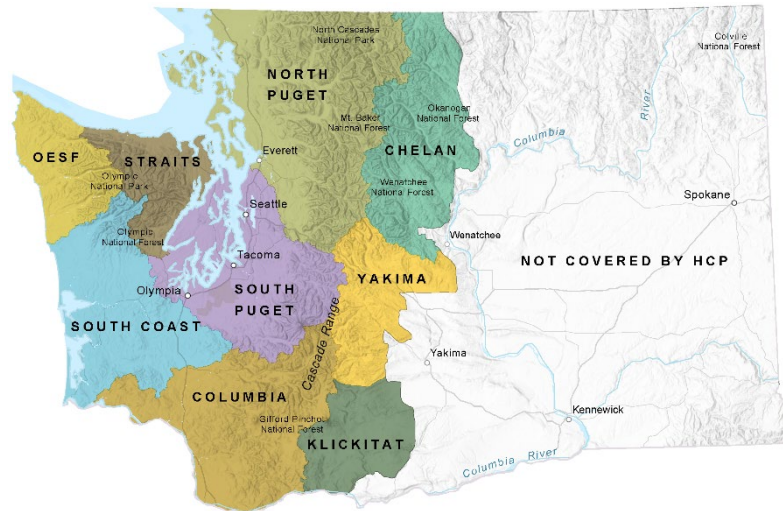 North Cascades
National Park
Colville
National Forest
NORTH
PUGET
Okanogan
National Forest
Mt. Baker
National Forest
River
Columbia
OESF
STRAITS
Everett
CHELAN
Olympic
National Park
Wenatchee
National Forest
Spokane
Seattle
Olympic
National Forest
Wenatchee
Tacoma
NOT COVERED BY HCP
YAKIMA
Olympia
SOUTH
PUGET
Cascade Range
SOUTH COAST
Yakima
COLUMBIA
Kennewick
Gifford Pinchot
National Forest
KLICKITAT
Columbia River